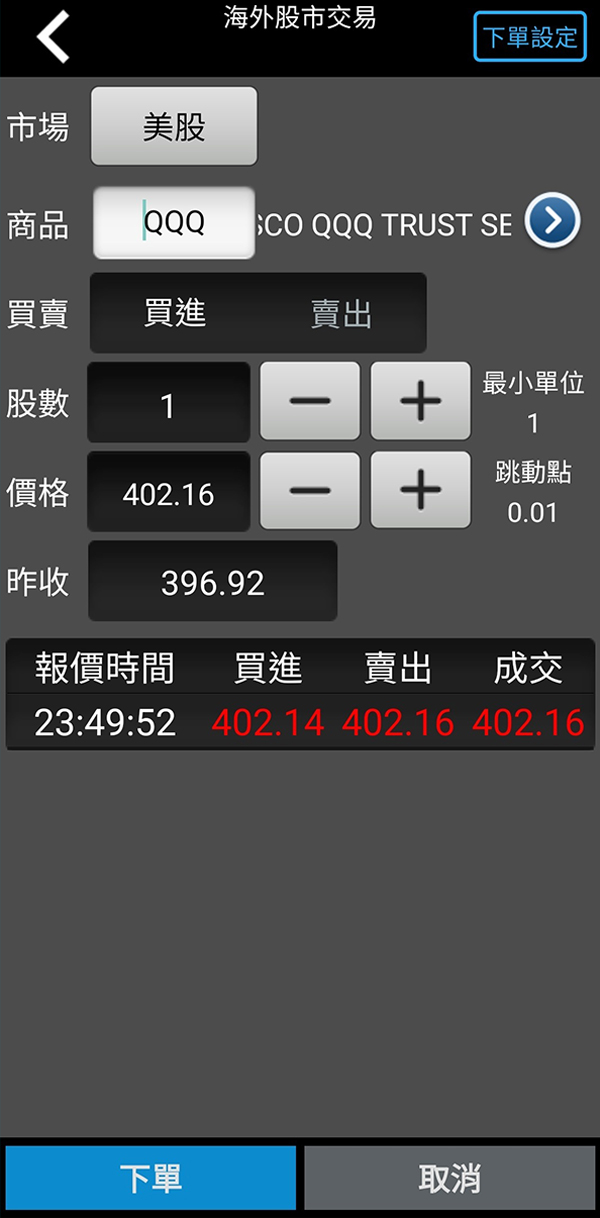 海外股市交易
下單設定
市場 美股
商品 QQQ SCO QQQ TRUST SE
買賣 買進 賣出
股數 1 最小單位
1
價格 402.16 跳動點
0.01
昨收 396.92
報價時間 買進 賣出 成交
23:49:52 402.14 402.16 402.16
下單 取消